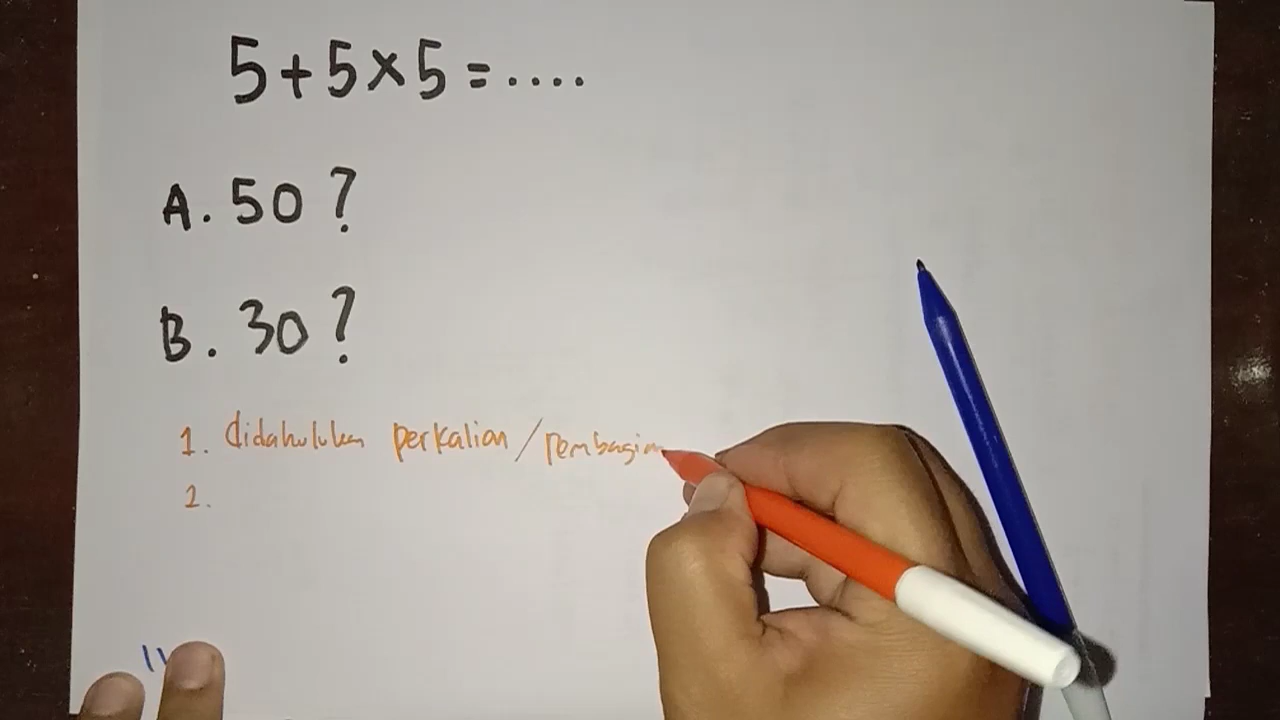 5+5×5=....
A. 50 ?
B. 30 ?
1. didahulukan perkalian / pembagian
2.